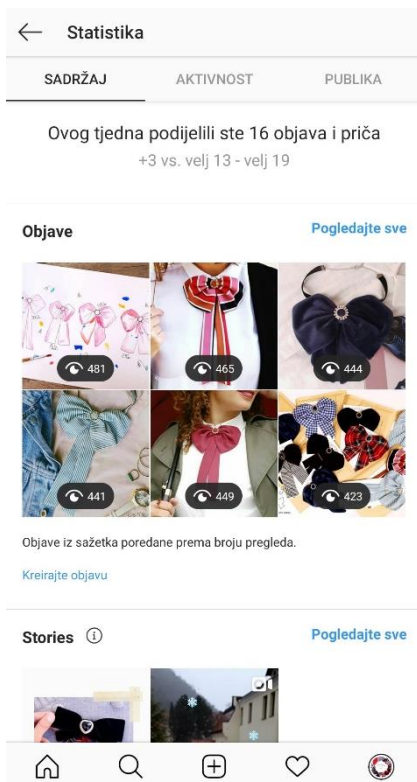 Statistika
SADRŽAJ AKTIVNOST PUBLIKA
Ovog tjedna podijelili ste 16 objava i priča
+3 vs. velj 13 - velj 19
Objave Pogledajte sve
481 465 444
441 449 423
Objave iz sažetka poredane prema broju pregleda.
Kreirajte objavu
Stories Pogledajte sve